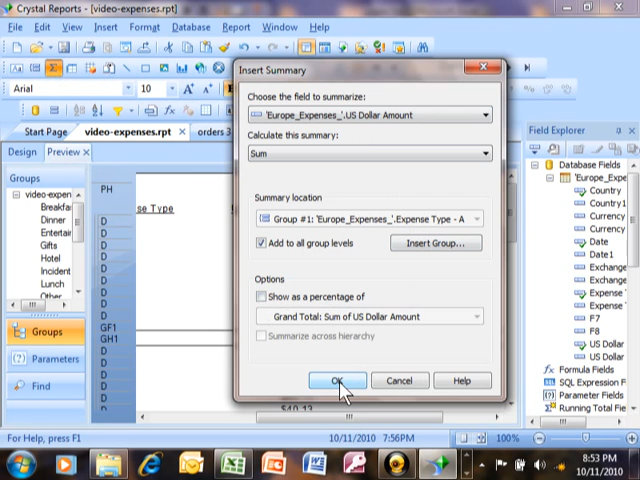 Crystal Reports - [video-expenses.rpt]
File Edit View Insert Format Database Report Window Help
Arial 10
Start Page video-expenses.rpt orders 3
Design Preview
Groups
video-expen
Breakfa
Dinner
Entertai
Gifts
Hotel
Incident
Lunch
Other
Groups
Parameters
Find
PH
se Type
D
D
D
D
D
D
D
D
GF1
GH1
D
D
D
D
D
$40.13
Insert Summary
Choose the field to summarize:
'Europe_Expenses_'.US Dollar Amount
Calculate this summary:
Sum
Summary location
Group #1: 'Europe_Expenses_'.Expense Type - A
Add to all group levels
Insert Group...
Options
Show as a percentage of
Grand Total: Sum of US Dollar Amount
Summarize across hierarchy
OK Cancel Help
Field Explorer
Database Fields
'Europe_Expe
Country
Country1
Currency
Currency
Date
Date1
Exchange
Exchange
Expense
Expense
F7
F8
US Dollar
US Dollar
Formula Fields
SQL Expression F
Parameter Fields
Running Total Fie
For Help, press F1
10/11/2010 7:56PM
100%
8:53 PM
10/11/2010